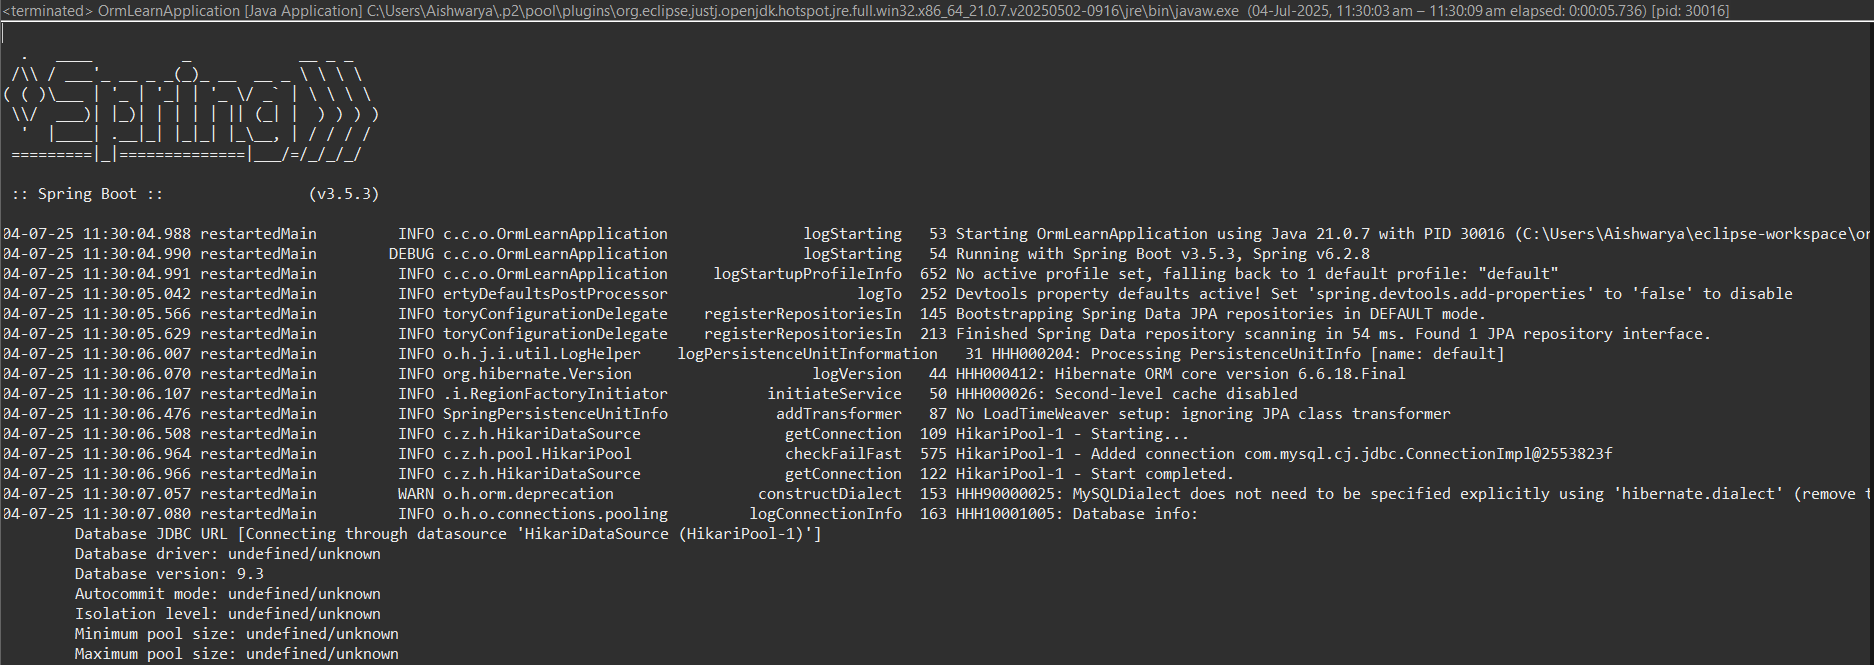 <terminated> OrmLearnApplication [Java Application] C:\Users\Aishwarya\.p2\pool\plugins\org.eclipse.justj.openjdk.hotspot.jre.full.win32.x86_64_21.0.7.v20250502-0916\jre\bin\javaw.exe (04-Jul-2025, 11:30:03 am – 11:30:09 am elapsed: 0:00:05.736) [pid: 30016]
  .   ____          _            __ _ _
 /\\ / ___'_ __ _ _(_)_ __  __ _ \ \ \ \
( ( )\___ | '_ | '_| | '_ \/ _` | \ \ \ \
 \\/  ___)| |_)| | | | | || (_| |  ) ) ) )
  '  |____| .__|_| |_|_| |_\__, | / / / /
 =========|_|==============|___/=/_/_/_/
 :: Spring Boot ::                (v3.5.3)
04-07-25 11:30:04.988 restartedMain         INFO c.c.o.OrmLearnApplication               logStarting  53 Starting OrmLearnApplication using Java 21.0.7 with PID 30016 (C:\Users\Aishwarya\eclipse-workspace\or
04-07-25 11:30:04.990 restartedMain        DEBUG c.c.o.OrmLearnApplication               logStarting  54 Running with Spring Boot v3.5.3, Spring v6.2.8
04-07-25 11:30:04.991 restartedMain         INFO c.c.o.OrmLearnApplication     logStartupProfileInfo 652 No active profile set, falling back to 1 default profile: "default"
04-07-25 11:30:05.042 restartedMain         INFO ertyDefaultsPostProcessor                     logTo 252 Devtools property defaults active! Set 'spring.devtools.add-properties' to 'false' to disable
04-07-25 11:30:05.566 restartedMain         INFO toryConfigurationDelegate    registerRepositoriesIn 145 Bootstrapping Spring Data JPA repositories in DEFAULT mode.
04-07-25 11:30:05.629 restartedMain         INFO toryConfigurationDelegate    registerRepositoriesIn 213 Finished Spring Data repository scanning in 54 ms. Found 1 JPA repository interface.
04-07-25 11:30:06.007 restartedMain         INFO o.h.j.i.util.LogHelper    logPersistenceUnitInformation   31 HHH000204: Processing PersistenceUnitInfo [name: default]
04-07-25 11:30:06.070 restartedMain         INFO org.hibernate.Version                    logVersion  44 HHH000412: Hibernate ORM core version 6.6.18.Final
04-07-25 11:30:06.107 restartedMain         INFO .i.RegionFactoryInitiator           initiateService  50 HHH000026: Second-level cache disabled
04-07-25 11:30:06.476 restartedMain         INFO SpringPersistenceUnitInfo            addTransformer  87 No LoadTimeWeaver setup: ignoring JPA class transformer
04-07-25 11:30:06.508 restartedMain         INFO c.z.h.HikariDataSource                getConnection 109 HikariPool-1 - Starting...
04-07-25 11:30:06.964 restartedMain         INFO c.z.h.pool.HikariPool                 checkFailFast 575 HikariPool-1 - Added connection com.mysql.cj.jdbc.ConnectionImpl@2553823f
04-07-25 11:30:06.966 restartedMain         INFO c.z.h.HikariDataSource                getConnection 122 HikariPool-1 - Start completed.
04-07-25 11:30:07.057 restartedMain         WARN o.h.orm.deprecation                constructDialect 153 HHH90000025: MySQLDialect does not need to be specified explicitly using 'hibernate.dialect' (remove t
04-07-25 11:30:07.080 restartedMain         INFO o.h.o.connections.pooling         logConnectionInfo 163 HHH10001005: Database info:
        Database JDBC URL [Connecting through datasource 'HikariDataSource (HikariPool-1)']
        Database driver: undefined/unknown
        Database version: 9.3
        Autocommit mode: undefined/unknown
        Isolation level: undefined/unknown
        Minimum pool size: undefined/unknown
        Maximum pool size: undefined/unknown